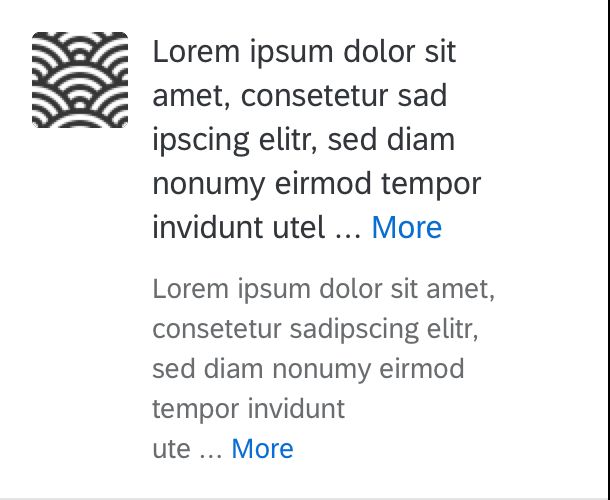 Lorem ipsum dolor sit
amet, consetetur sad
ipscing elitr, sed diam
nonumy eirmod tempor
invidunt utel ... More
Lorem ipsum dolor sit amet,
consetetur sadipscing elitr,
sed diam nonumy eirmod
tempor invidunt
ute ... More